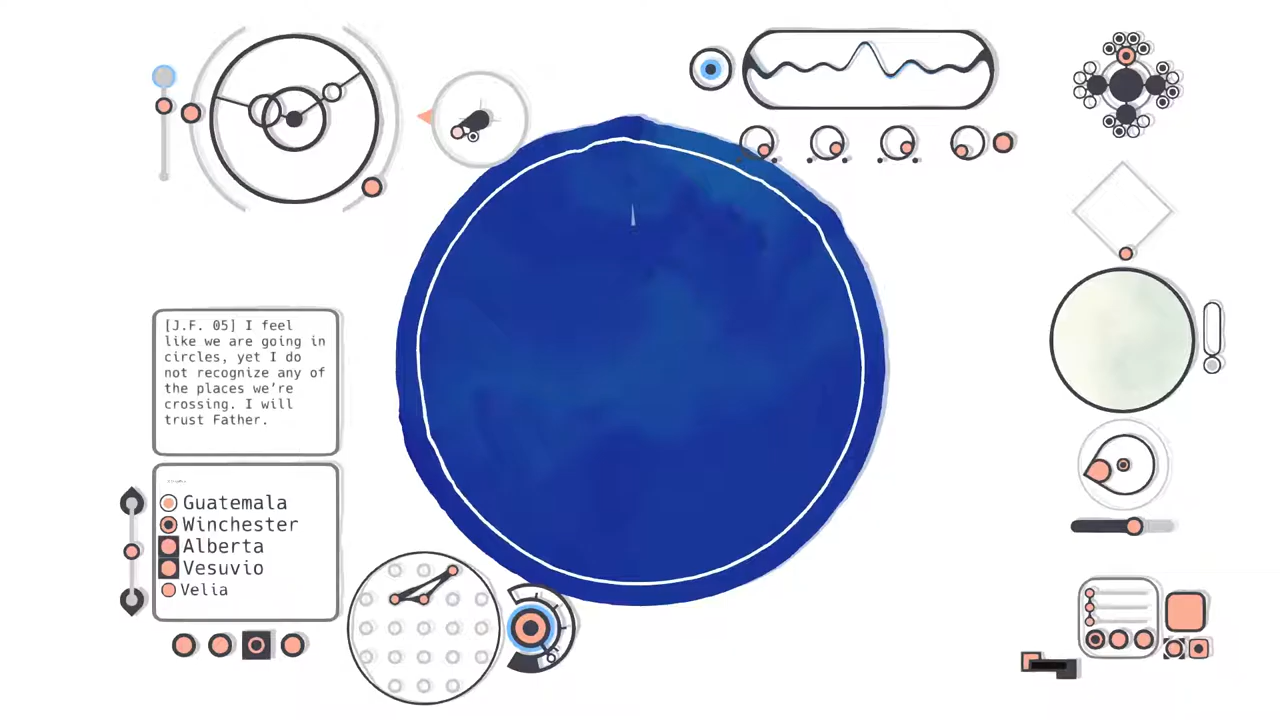 [J.F. 05] I feel
like we are going in
circles, yet I do
not recognize any of
the places we’re
crossing. I will
trust Father.
Guatemala
Winchester
Alberta
Vesuvio
Velia